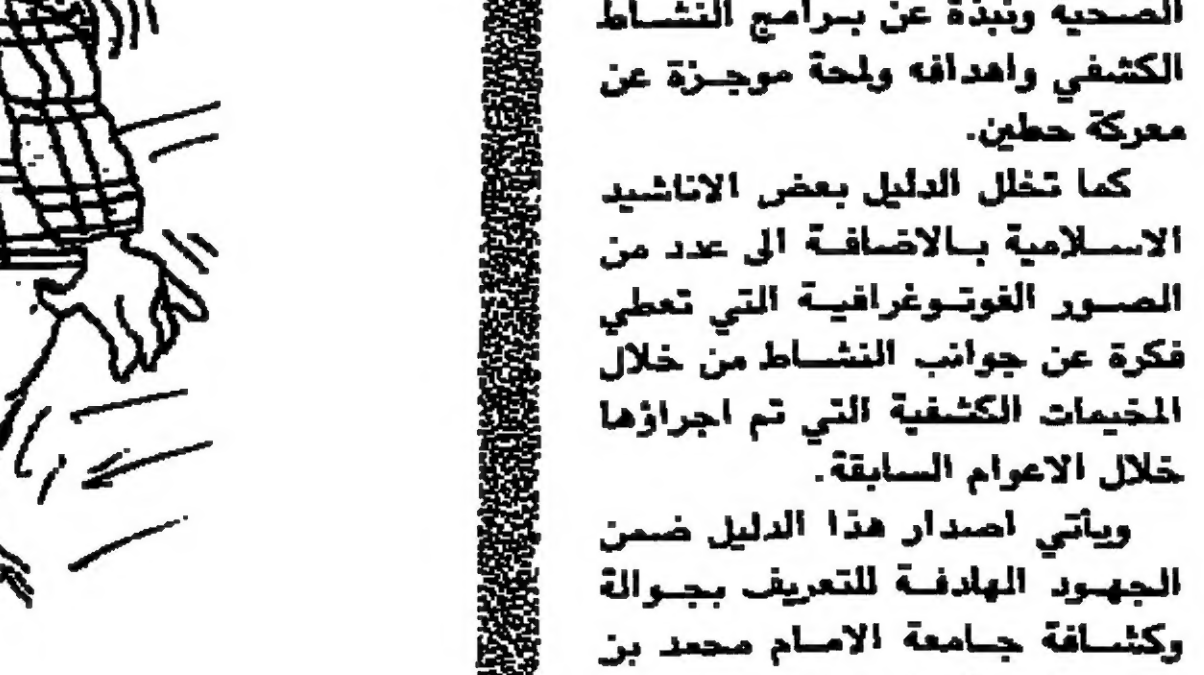 الصحيه ونبذة عن برامج النشاط
الكشفي واهدافه ولمحة موجزة عن
معركة حطين.
كما تخلل الدليل بعض الاناشيد
الاسلامية بالاضافة الى عدد من
الصور الفوتوغرافية التي تعطي
فكرة عن جوانب النشاط من خلال
المخيمات الكشفية التي تم اجراؤها
خلال الاعوام السابقة.
ويأتي اصدار هذا الدليل ضمن
الجهود الهادفة للتعريف بجوالة
وكشافة جامعة الامام محمد بن